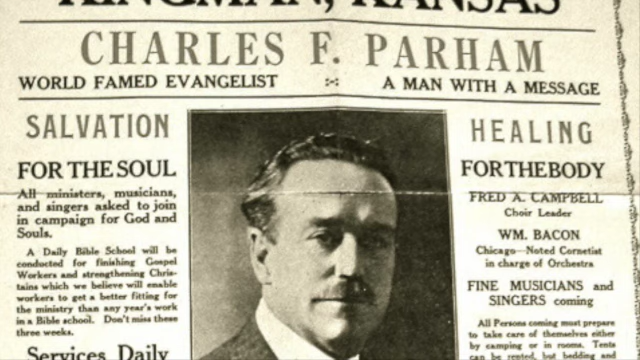 KINGMAN, KANSAS
CHARLES F. PARHAM
WORLD FAMED EVANGELIST :-: A MAN WITH A MESSAGE
SALVATION
FOR THE SOUL
All ministers, musicians,
and singers asked to join
in campaign for God and
Souls.
A Daily Bible School will be
conducted for finishing Gospel
Workers and strengthening Chris-
tains which we believe will enable
workers to get a better fitting for
the ministry than any year's work
in a Bible school. Don't miss these
three weeks.
Services Daily
HEALING
FOR THE BODY
FRED A. CAMPBELL
Choir Leader
WM. BACON
Chicago—Noted Cornetist
in charge of Orchestra
FINE MUSICIANS and
SINGERS coming
All Persons coming must prepare
to take care of themselves either
by camping or in rooms. Tents
can be rented, but bedding and